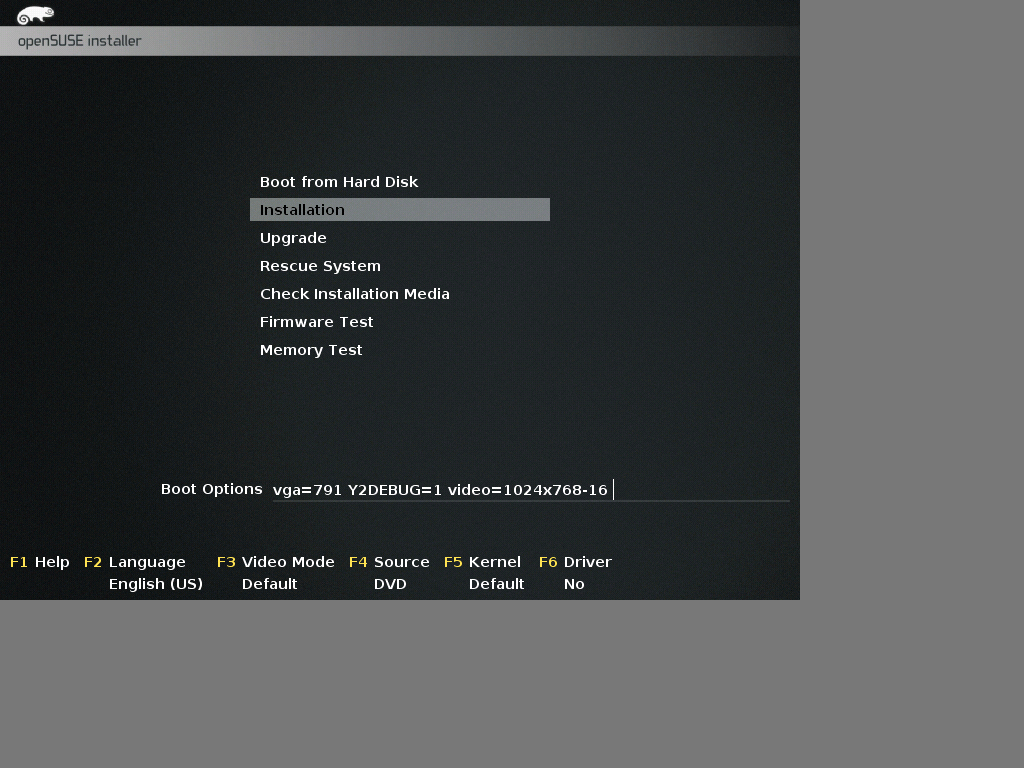 openSUSE installer
Boot from Hard Disk
Installation
Upgrade
Rescue System
Check Installation Media
Firmware Test
Memory Test
Boot Options vga=791 Y2DEBUG=1 video=1024x768-16
F1 Help F2 Language F3 Video Mode F4 Source F5 Kernel F6 Driver
English (US) Default DVD Default No